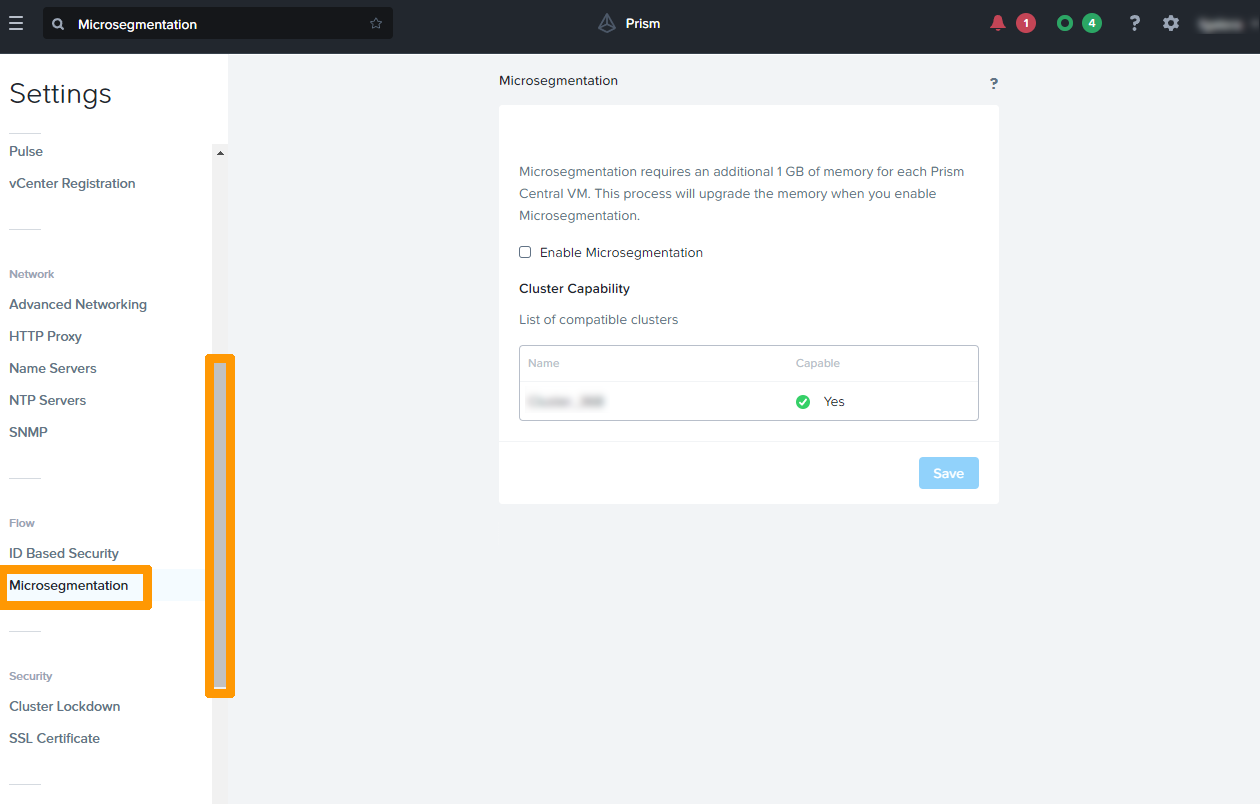 Microsegmentation
Prism
1
4
?
Settings
Pulse
vCenter Registration
Network
Advanced Networking
HTTP Proxy
Name Servers
NTP Servers
SNMP
Flow
ID Based Security
Microsegmentation
Security
Cluster Lockdown
SSL Certificate
Microsegmentation
?
Microsegmentation requires an additional 1 GB of memory for each Prism
Central VM. This process will upgrade the memory when you enable
Microsegmentation.
Enable Microsegmentation
Cluster Capability
List of compatible clusters
Name Capable
Yes
Save